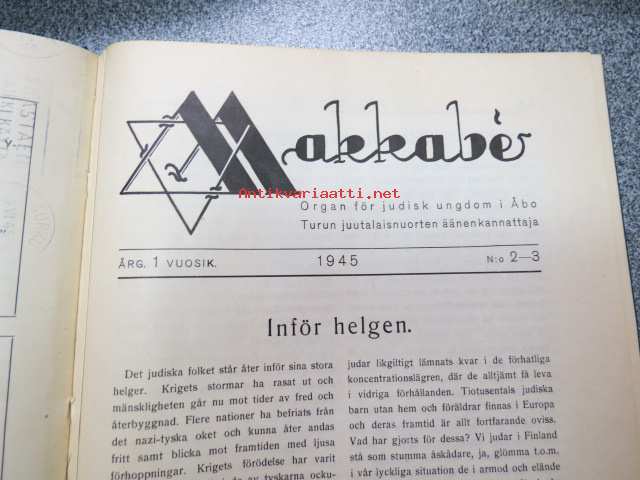 Makkabé
Organ för judisk ungdom i Åbo
Turun juutalaisnuorten äänenkannattaja
Antikvariaatti.net
ÅRG. 1 VUOSIK. 1945 N:o 2—3
Inför helgen.
Det judiska folket står åter inför sina stora
helger. Krigets stormar ha rasat ut och
mänskligheten går nu mot tider av fred och
återbyggnad. Flere nationer ha befriats från
det nazi-tyska oket och kunna åter andas
fritt samt blicka mot framtiden med ljusa
förhoppningar. Krigets förödelse har varit
de av tyskarna ocku-
judar likgiltigt lämnats kvar i de förhatliga
koncentrationslägren, där de alltjämt få leva
i vidriga förhållanden. Tiotusentals judiska
barn utan hem och föräldrar finnas i Europa
och deras framtid är allt fortfarande oviss.
Vad har gjorts för dessa? Vi judar i Finland
stå som stumma åskådare, ja, glömma t.o.m.
i vår lyckliga situation de i armod och elände